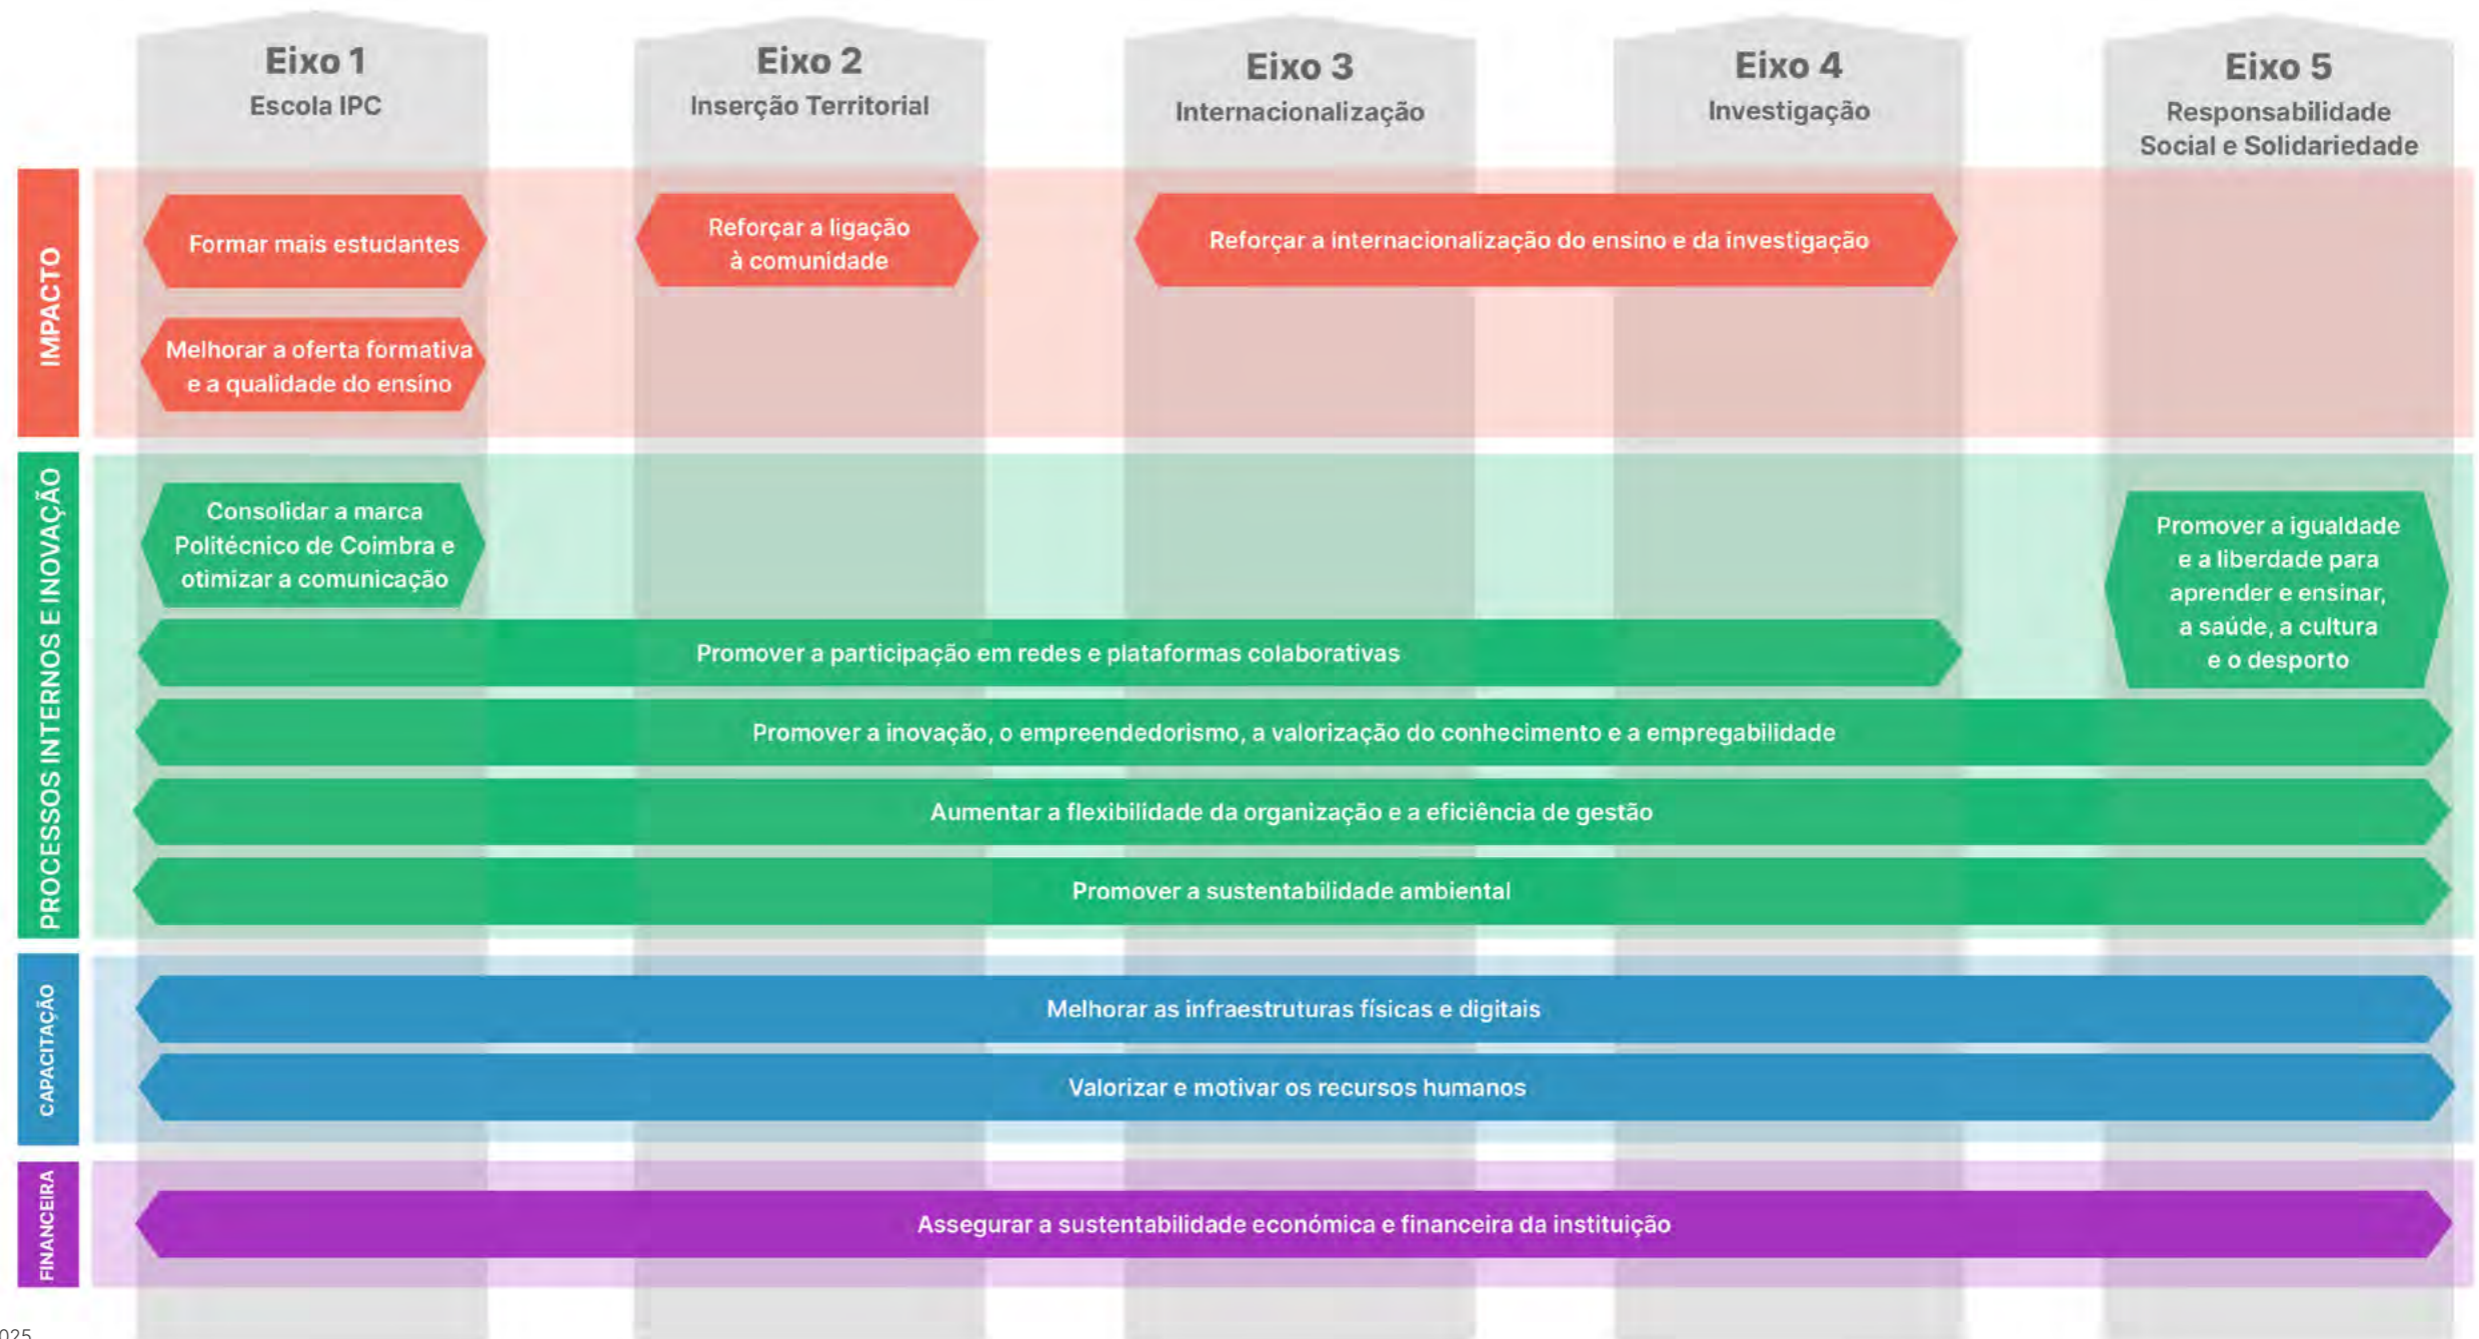 Eixo 1
Escola IPC
Eixo 2
Inserção Territorial
Eixo 3
Internacionalização
Eixo 4
Investigação
Eixo 5
Responsabilidade
Social e Solidariedade
IMPACTO
Formar mais estudantes
Reforçar a ligação
à comunidade
Reforçar a internacionalização do ensino e da investigação
Melhorar a oferta formativa
e a qualidade do ensino
PROCESSOS INTERNOS E INOVAÇÃO
Consolidar a marca
Politécnico de Coimbra e
otimizar a comunicação
Promover a igualdade
e a liberdade para
aprender e ensinar,
a saúde, a cultura
e o desporto
Promover a participação em redes e plataformas colaborativas
Promover a inovação, o empreendedorismo, a valorização do conhecimento e a empregabilidade
Aumentar a flexibilidade da organização e a eficiência de gestão
Promover a sustentabilidade ambiental
CAPACITAÇÃO
Melhorar as infraestruturas físicas e digitais
Valorizar e motivar os recursos humanos
FINANCEIRA
Assegurar a sustentabilidade económica e financeira da instituição